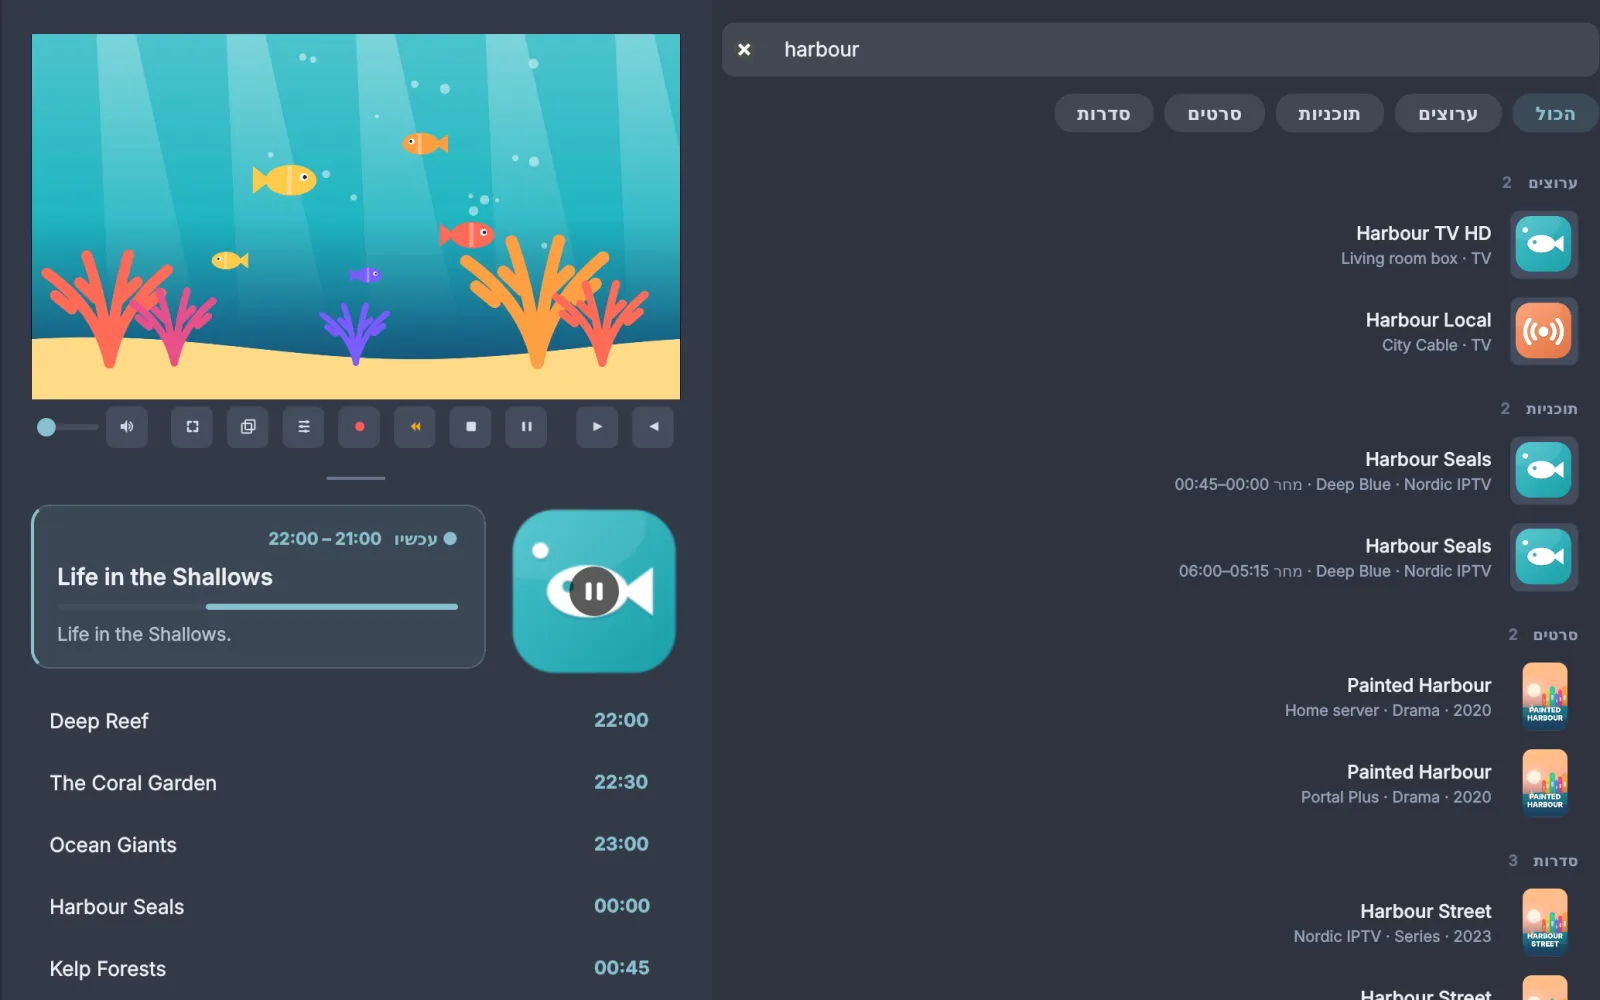 harbour
הכול
ערוצים
תוכניות
סרטים
סדרות
ערוצים 2
Harbour TV HD
Living room box · TV
Harbour Local
City Cable · TV
תוכניות 2
Harbour Seals
00:45–00:00 מחר · Deep Blue · Nordic IPTV
Harbour Seals
06:00–05:15 מחר · Deep Blue · Nordic IPTV
סרטים 2
Painted Harbour
Home server · Drama · 2020
PAINTED
HARBOUR
Painted Harbour
Portal Plus · Drama · 2020
PAINTED
HARBOUR
סדרות 3
Harbour Street
Nordic IPTV · Series · 2023
HARBOUR
STREET
Harbour Street
עכשיו 21:00 – 22:00
Life in the Shallows
Life in the Shallows.
Deep Reef 22:00
The Coral Garden 22:30
Ocean Giants 23:00
Harbour Seals 00:00
Kelp Forests 00:45